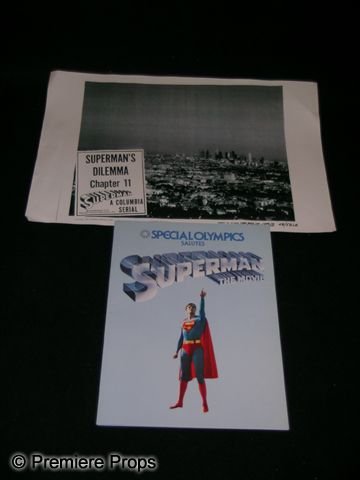 SUPERMAN'S
DILEMMA
Chapter 11
SUPERMAN
A COLUMBIA
SERIAL
SPECIAL OLYMPICS
SALUTES
SUPERMAN
THE MOVIE
© Premiere Props